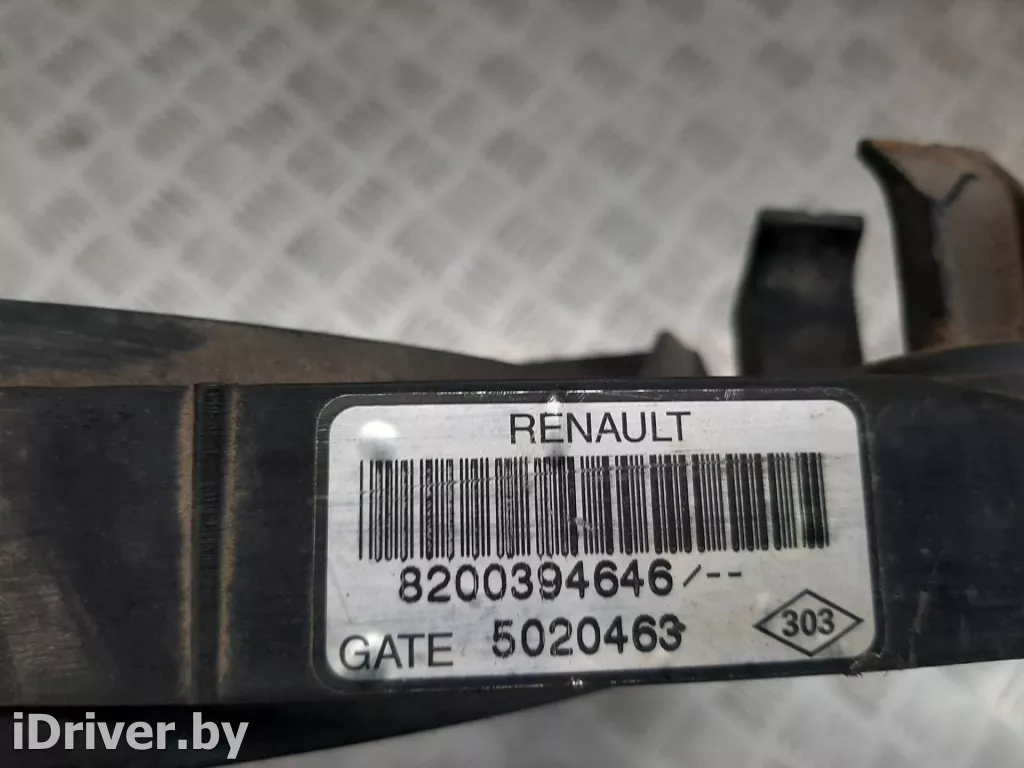 RENAULT
8200394646/--
GATE 5020463
303
iDriver.by